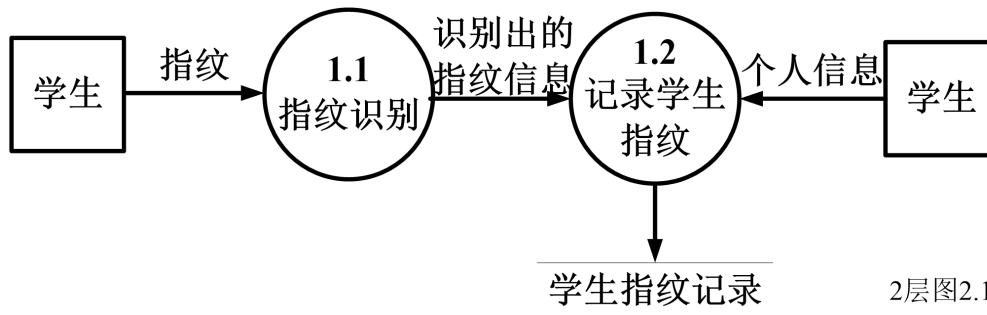 学生
指纹
1.1
指纹识别
识别出的
指纹信息
1.2
记录学生
指纹
个人信息
学生
学生指纹记录
2层图2.1